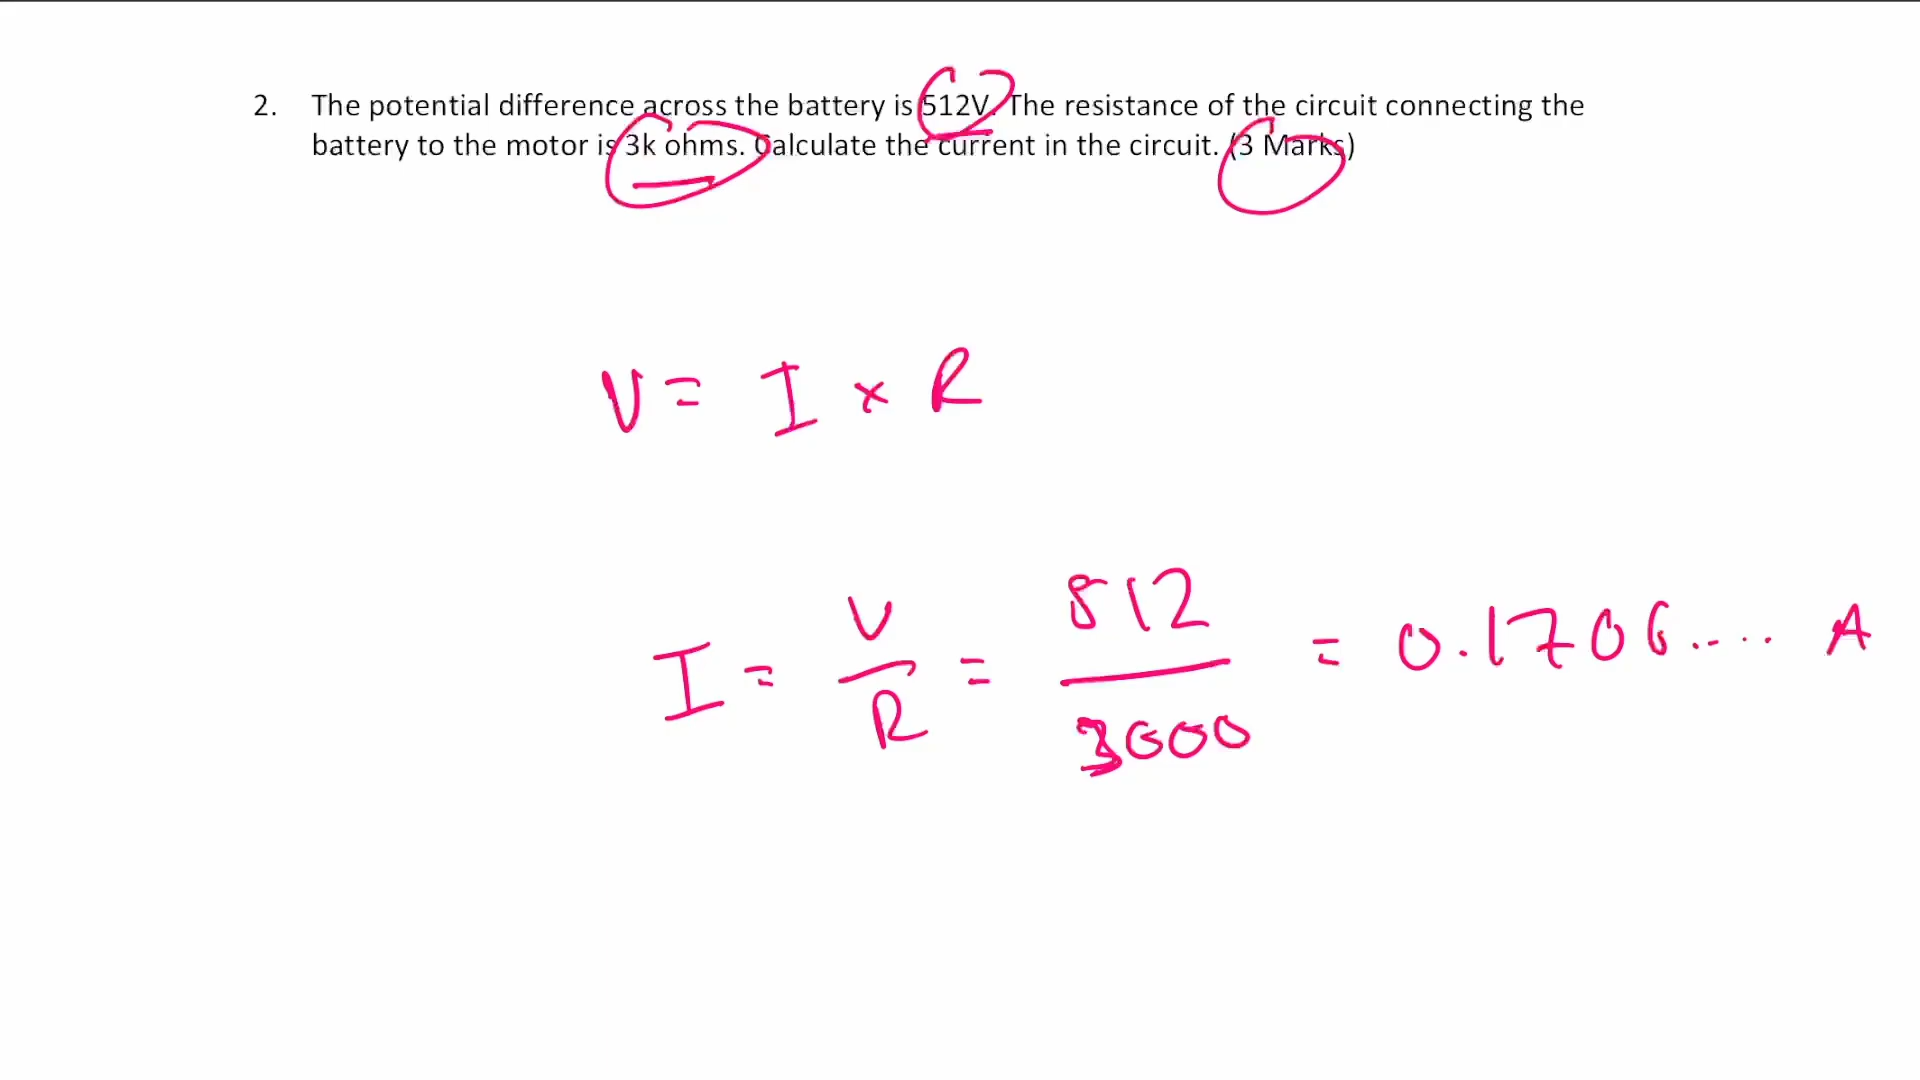 2. The potential difference across the battery is 512V. The resistance of the circuit connecting the
battery to the motor is 3k ohms. Calculate the current in the circuit. (3 Marks)
V = I × R
I = V/R = 512/3000 = 0.1706.... A